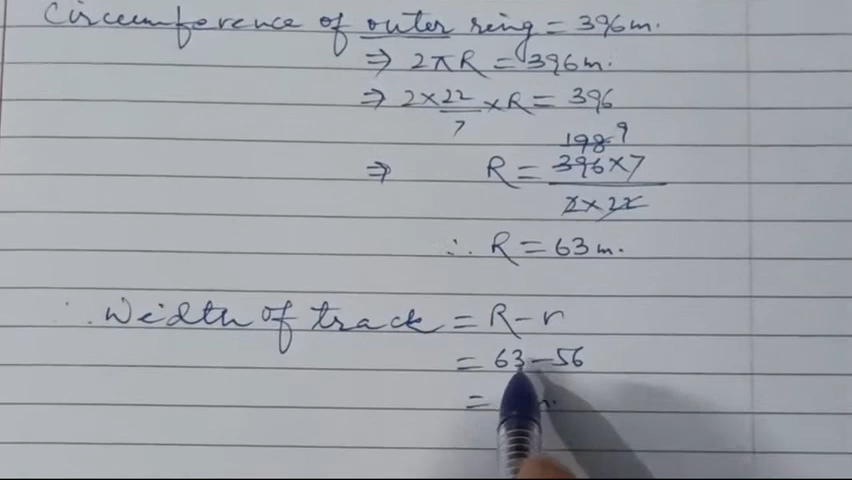 Circumference of outer ring = 396m.
⇒ 2πR = 396m.
⇒ 2 × 22/7 × R = 396
198 9
⇒ R = 396×7
2 × 22
∴ R = 63m.
∴ Width of track = R - r
= 63 - 56
= m.